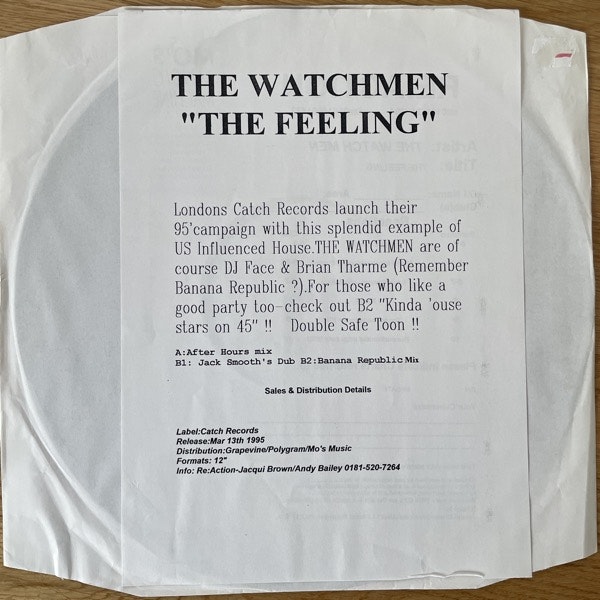 THE WATCHMEN
"THE FEELING"
Londons Catch Records launch their
95'campaign with this splendid example of
US Influenced House.THE WATCHMEN are of
course DJ Face & Brian Tharme (Remember
Banana Republic ?).For those who like a
good party too-check out B2 "Kinda 'ouse
stars on 45" !! Double Safe Toon !!
A:After Hours mix
B1: Jack Smooth's Dub B2:Banana Republic Mix
Sales & Distribution Details
Label:Catch Records
Release:Mar 13th 1995
Distribution:Grapevine/Polygram/Mo's Music
Formats: 12"
Info: Re:Action-Jacqui Brown/Andy Bailey 0181-520-7264